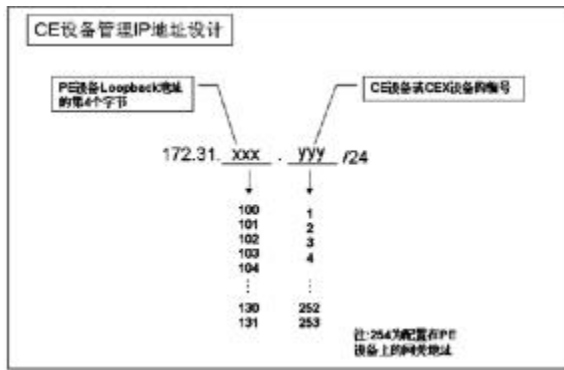 CE设备管理IP地址设计
PE设备Loopback地址
的第4个字节
CE设备或CEX设备的编号
172.31. xxx . yyy /24
100 1
101 2
102 3
103 4
104
⋮ ⋮
130 252
131 253
注:254为配置在PE
设备上的网关地址